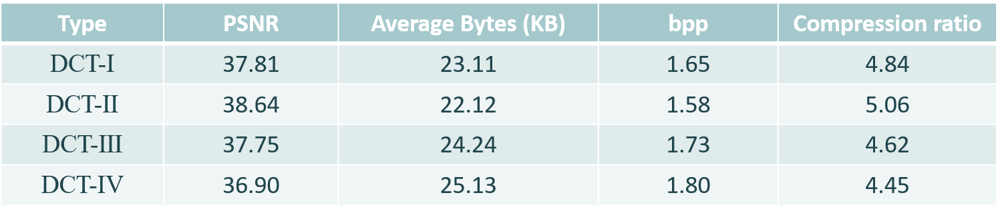 Type PSNR Average Bytes (KB) bpp Compression ratio
DCT-I 37.81 23.11 1.65 4.84
DCT-II 38.64 22.12 1.58 5.06
DCT-III 37.75 24.24 1.73 4.62
DCT-IV 36.90 25.13 1.80 4.45